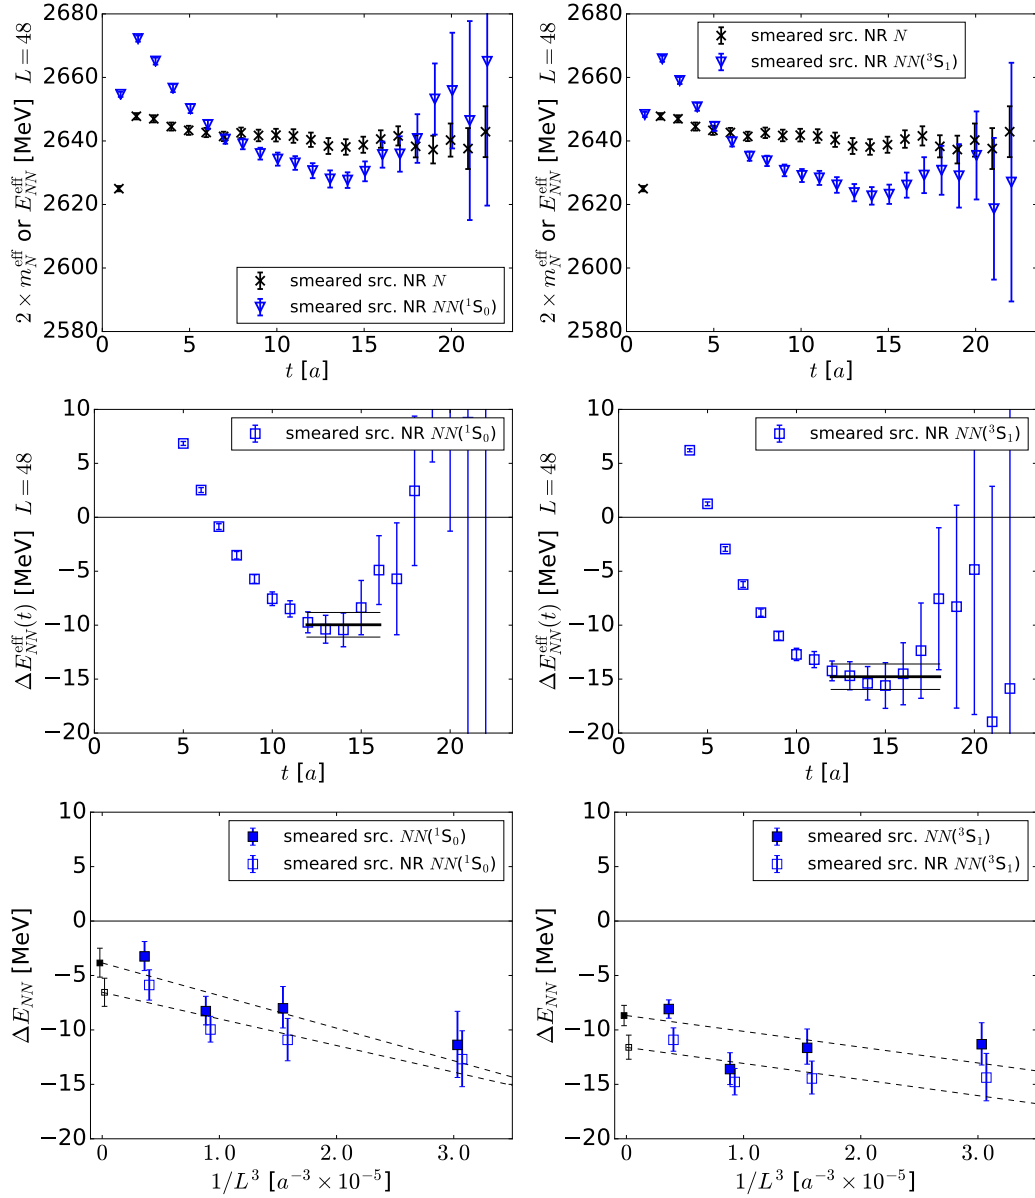 2 × m_N^eff or E_NN^eff [MeV] L = 48
2680
2660
2640
2620
2600
2580
0 5 10 15 20
t [a]
smeared src. NR N
smeared src. NR NN(¹S₀)
2 × m_N^eff or E_NN^eff [MeV] L = 48
2680
2660
2640
2620
2600
2580
0 5 10 15 20
t [a]
smeared src. NR N
smeared src. NR NN(³S₁)
ΔE_NN^eff(t) [MeV] L = 48
10
5
0
−5
−10
−15
−20
0 5 10 15 20
t [a]
smeared src. NR NN(¹S₀)
ΔE_NN^eff(t) [MeV] L = 48
10
5
0
−5
−10
−15
−20
0 5 10 15 20
t [a]
smeared src. NR NN(³S₁)
ΔE_NN [MeV]
10
5
0
−5
−10
−15
−20
0 1.0 2.0 3.0
1/L³ [a⁻³ × 10⁻⁵]
smeared src. NN(¹S₀)
smeared src. NR NN(¹S₀)
ΔE_NN [MeV]
10
5
0
−5
−10
−15
−20
0 1.0 2.0 3.0
1/L³ [a⁻³ × 10⁻⁵]
smeared src. NN(³S₁)
smeared src. NR NN(³S₁)